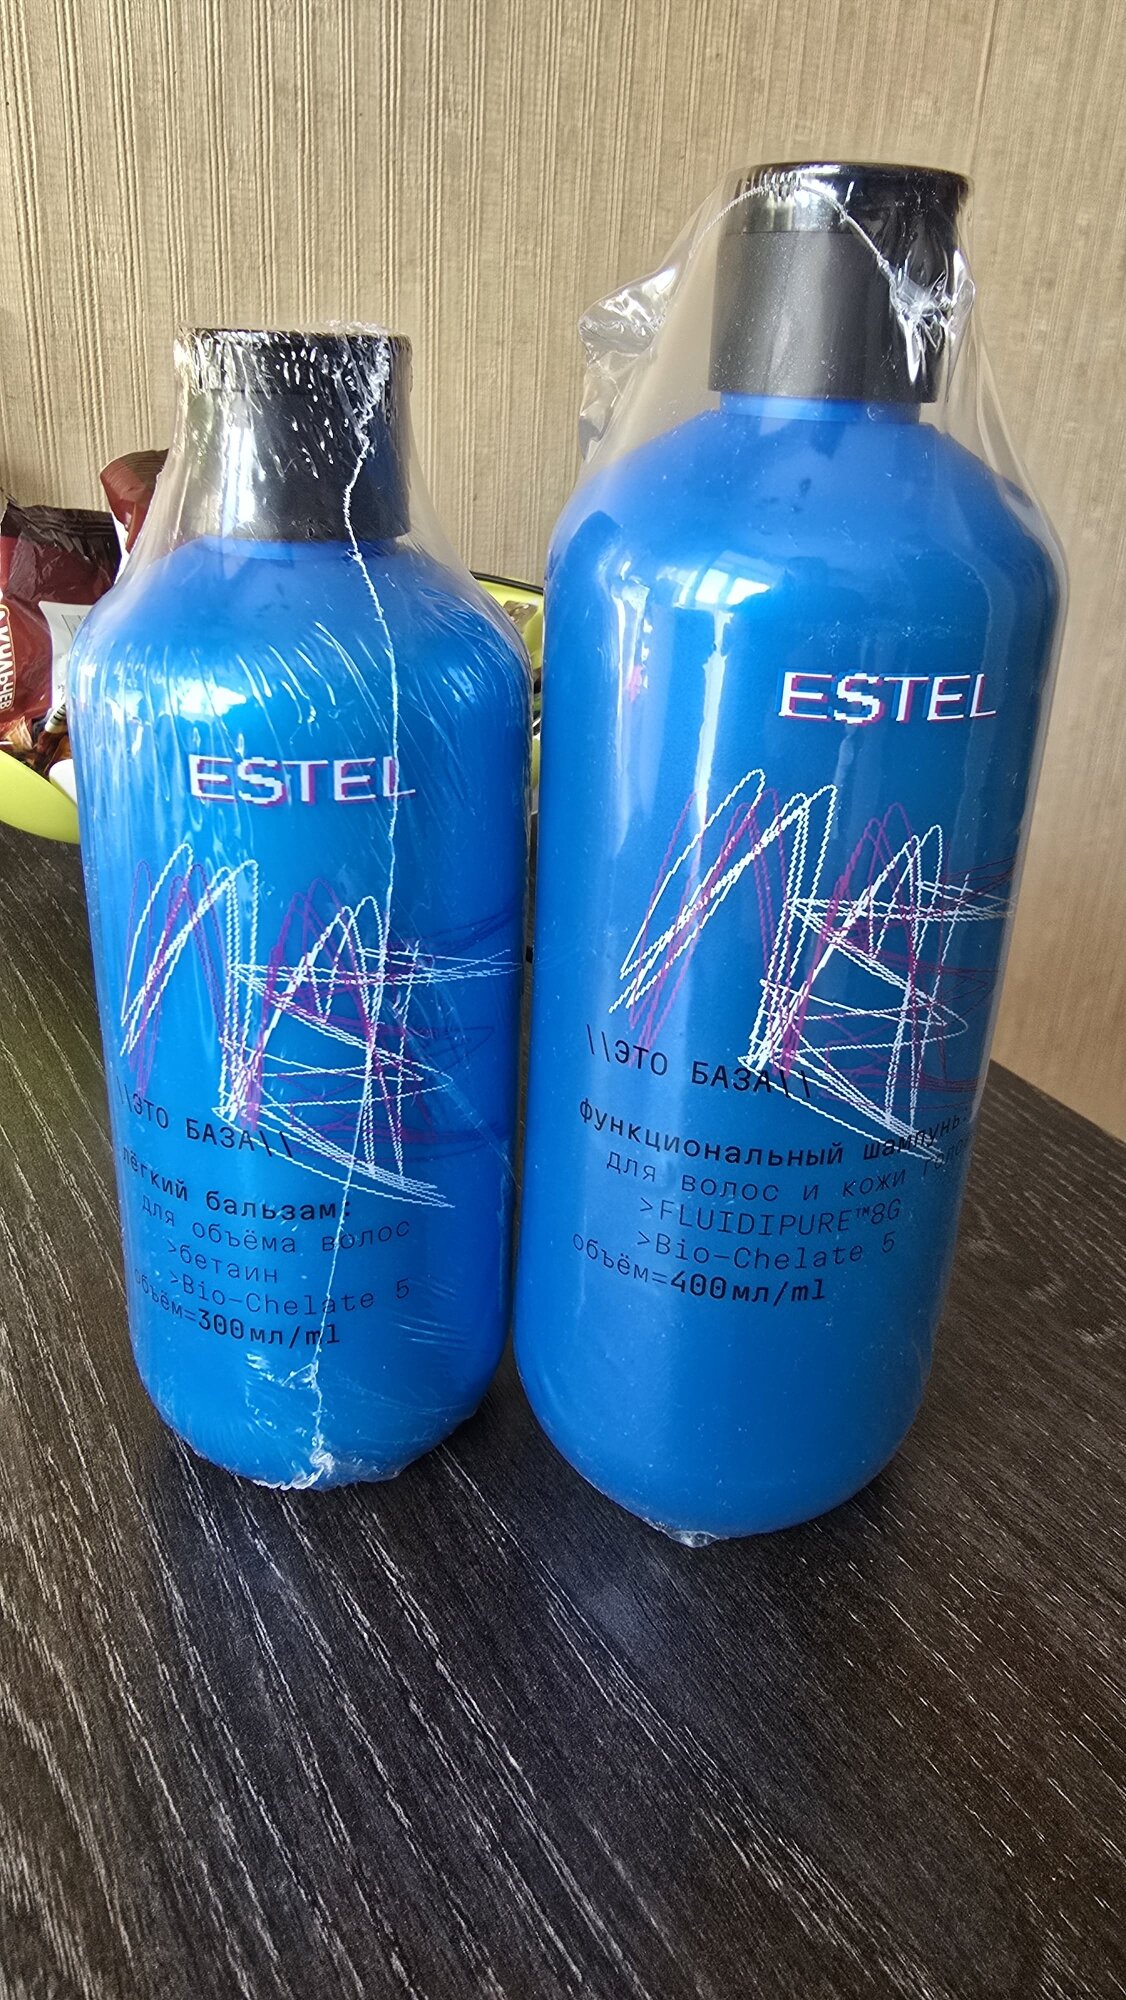 ESTEL
\\ЭТО БАЗА\\
лёгкий бальзам:
для объёма волос
>бетаин
>Bio-Chelate 5
объём=300мл/ml
ESTEL
\\ЭТО БАЗА\\
функциональный шампунь:
для волос и кожи головы
>FLUIDIPURE™8G
>Bio-Chelate 5
объём=400мл/ml